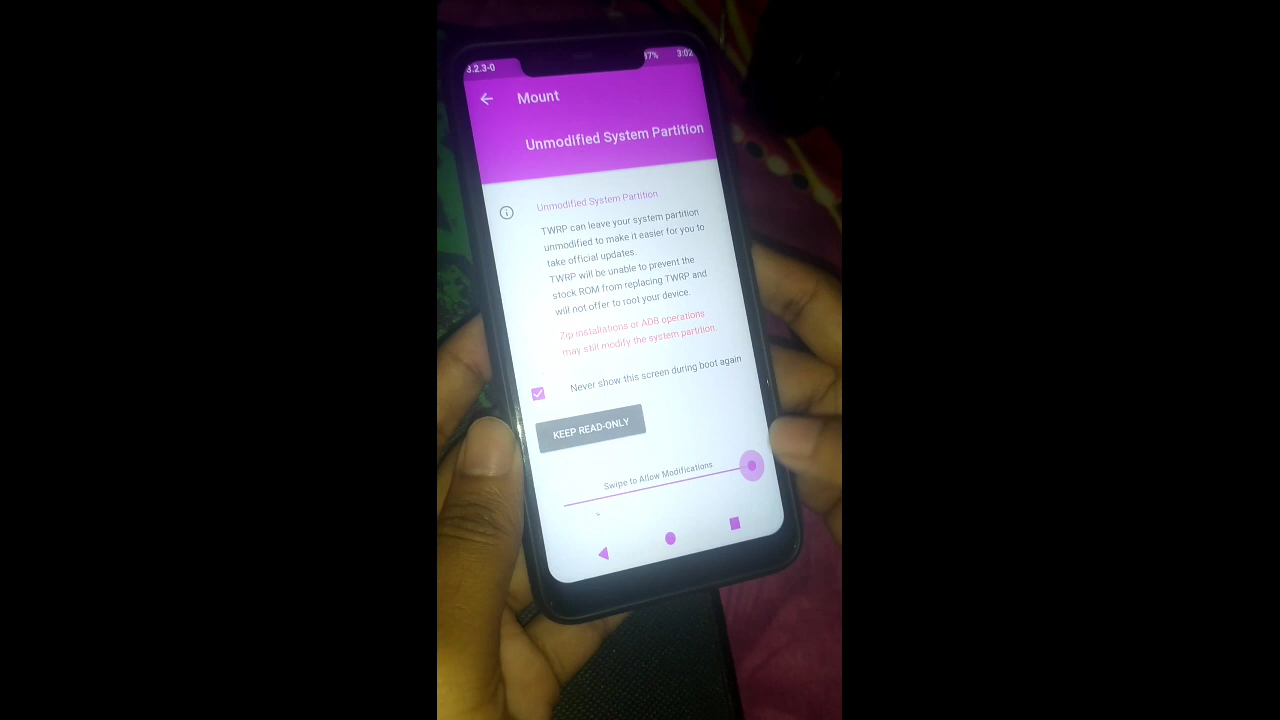 3.2.3-0
37%
3:02
Mount
Unmodified System Partition
Unmodified System Partition
TWRP can leave your system partition
unmodified to make it easier for you to
take official updates.
TWRP will be unable to prevent the
stock ROM from replacing TWRP and
will not offer to root your device.
Zip installations or ADB operations
may still modify the system partition.
Never show this screen during boot again
KEEP READ-ONLY
Swipe to Allow Modifications